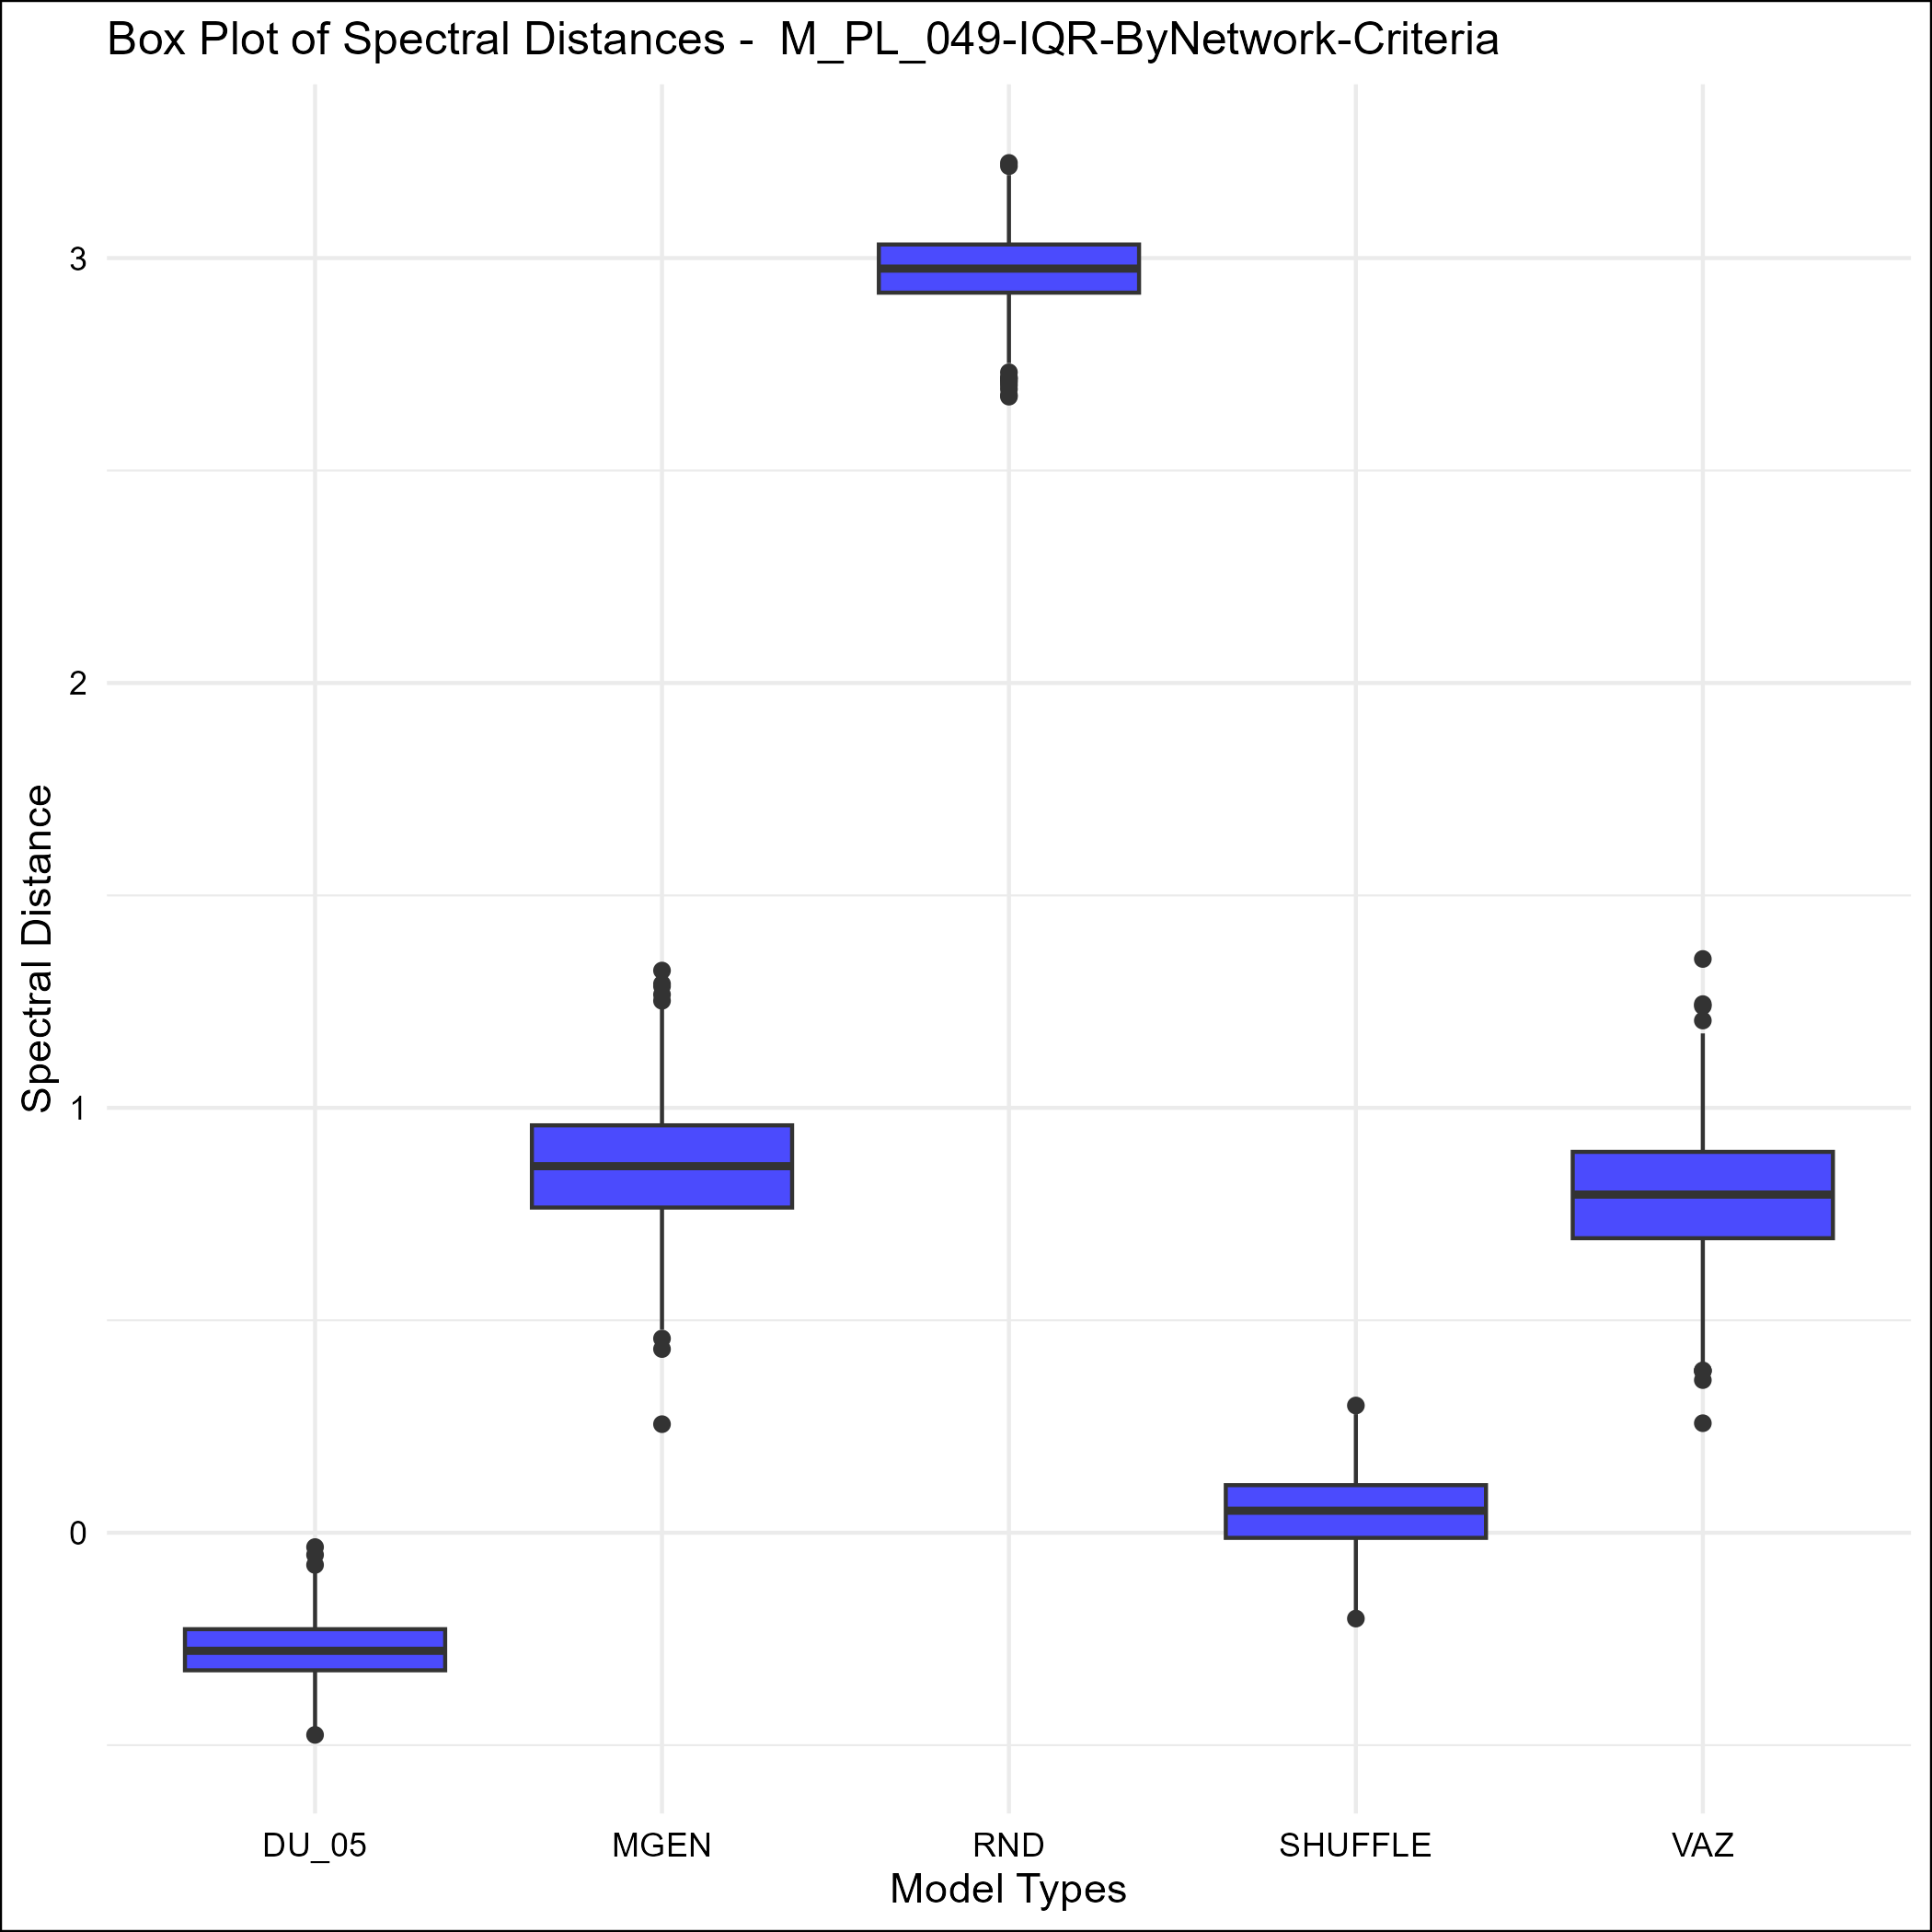 Box Plot of Spectral Distances -  M_PL_049-IQR-ByNetwork-Criteria
Spectral Distance
3
2
1
0
DU_05 MGEN RND SHUFFLE VAZ
Model Types